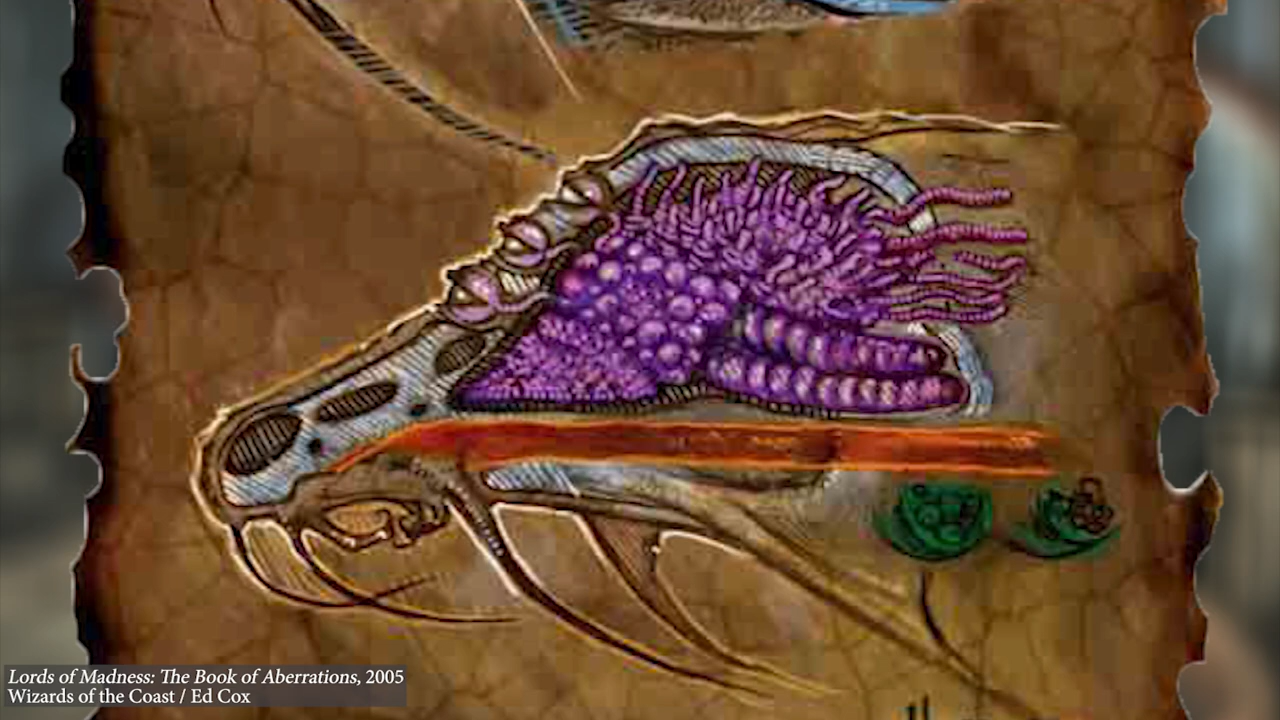 Lords of Madness: The Book of Aberrations, 2005
Wizards of the Coast / Ed Cox